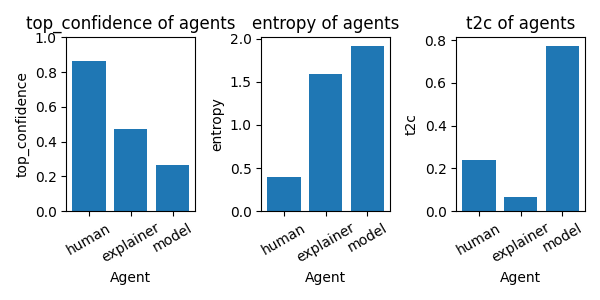 top_confidence of agents
top_confidence
1.0
0.8
0.6
0.4
0.2
0.0
human
explainer
model
Agent
entropy of agents
entropy
2.0
1.5
1.0
0.5
0.0
human
explainer
model
Agent
t2c of agents
t2c
0.8
0.6
0.4
0.2
0.0
human
explainer
model
Agent